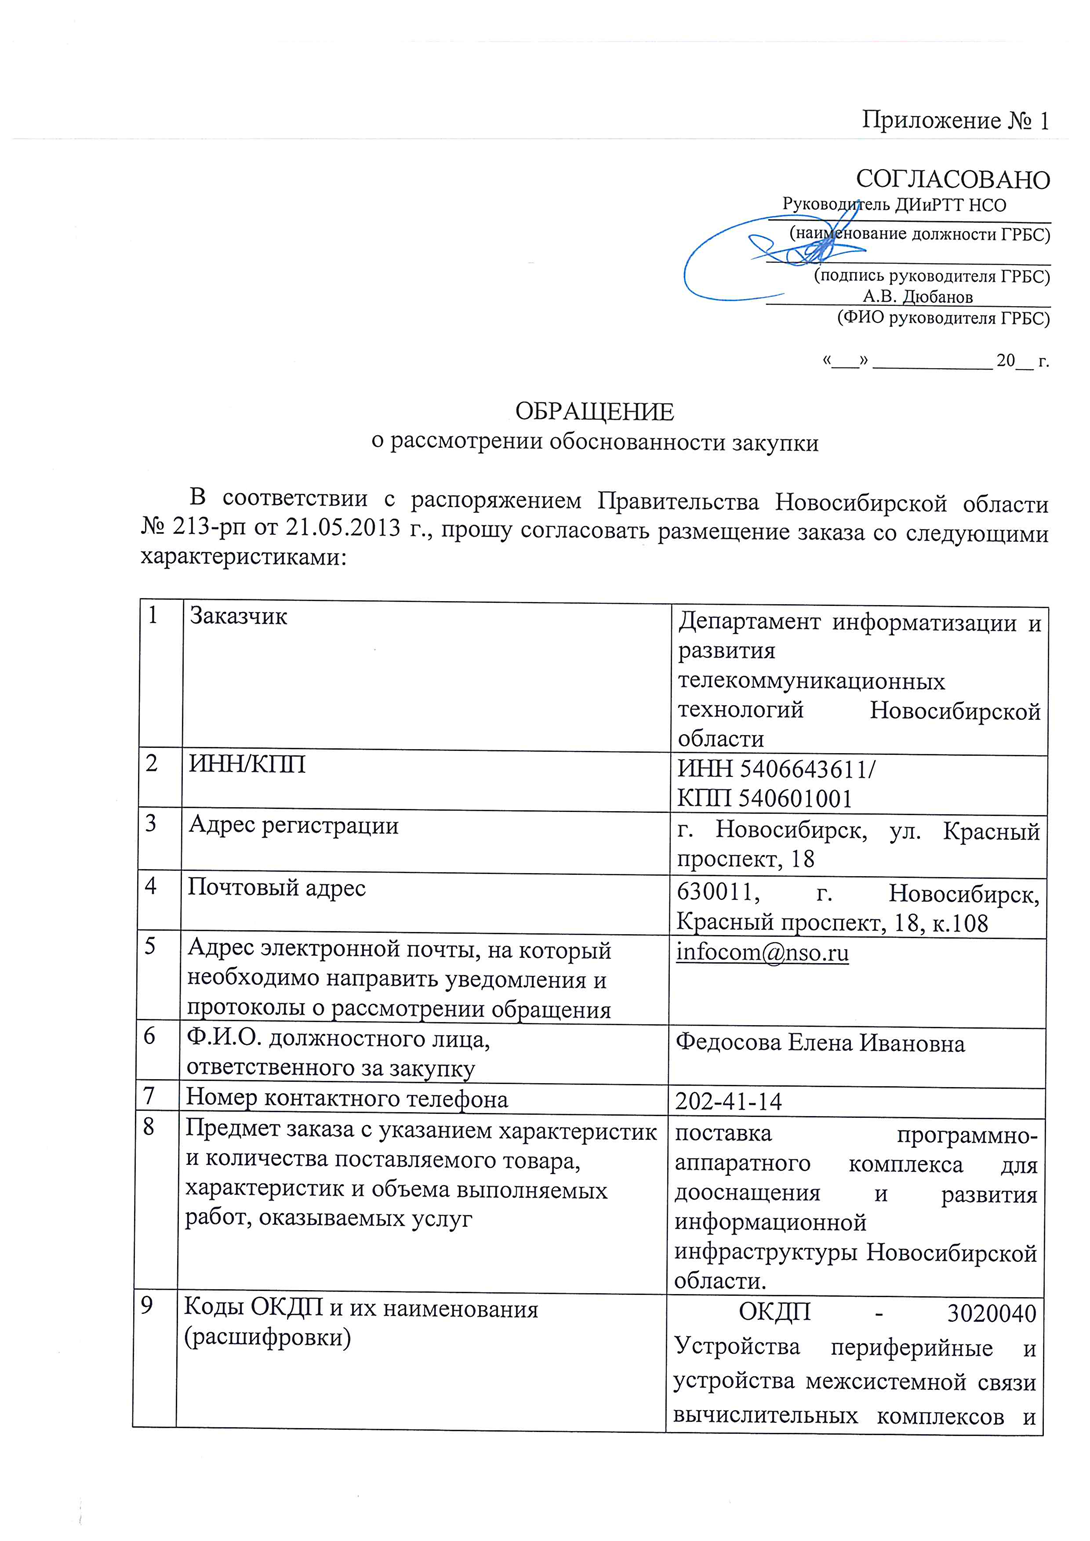 Приложение № 1
СОГЛАСОВАНО
Руководитель ДИиРТТ НСО
(наименование должности ГРБС)
(подпись руководителя ГРБС)
А.В. Дюбанов
(ФИО руководителя ГРБС)
«___» _____________ 20__ г.
ОБРАЩЕНИЕ
о рассмотрении обоснованности закупки
В соответствии с распоряжением Правительства Новосибирской области
№ 213-рп от 21.05.2013 г., прошу согласовать размещение заказа со следующими
характеристиками:
1 Заказчик
Департамент информатизации и
развития
телекоммуникационных
технологий Новосибирской
области
2 ИНН/КПП
ИНН 5406643611/
КПП 540601001
3 Адрес регистрации
г. Новосибирск, ул. Красный
проспект, 18
4 Почтовый адрес
630011, г. Новосибирск,
Красный проспект, 18, к.108
5 Адрес электронной почты, на который
необходимо направить уведомления и
протоколы о рассмотрении обращения
infocom@nso.ru
6 Ф.И.О. должностного лица,
ответственного за закупку
Федосова Елена Ивановна
7 Номер контактного телефона
202-41-14
8 Предмет заказа с указанием характеристик
и количества поставляемого товара,
характеристик и объема выполняемых
работ, оказываемых услуг
поставка программно-
аппаратного комплекса для
дооснащения и развития
информационной
инфраструктуры Новосибирской
области.
9 Коды ОКДП и их наименования
(расшифровки)
ОКДП - 3020040
Устройства периферийные и
устройства межсистемной связи
вычислительных комплексов и